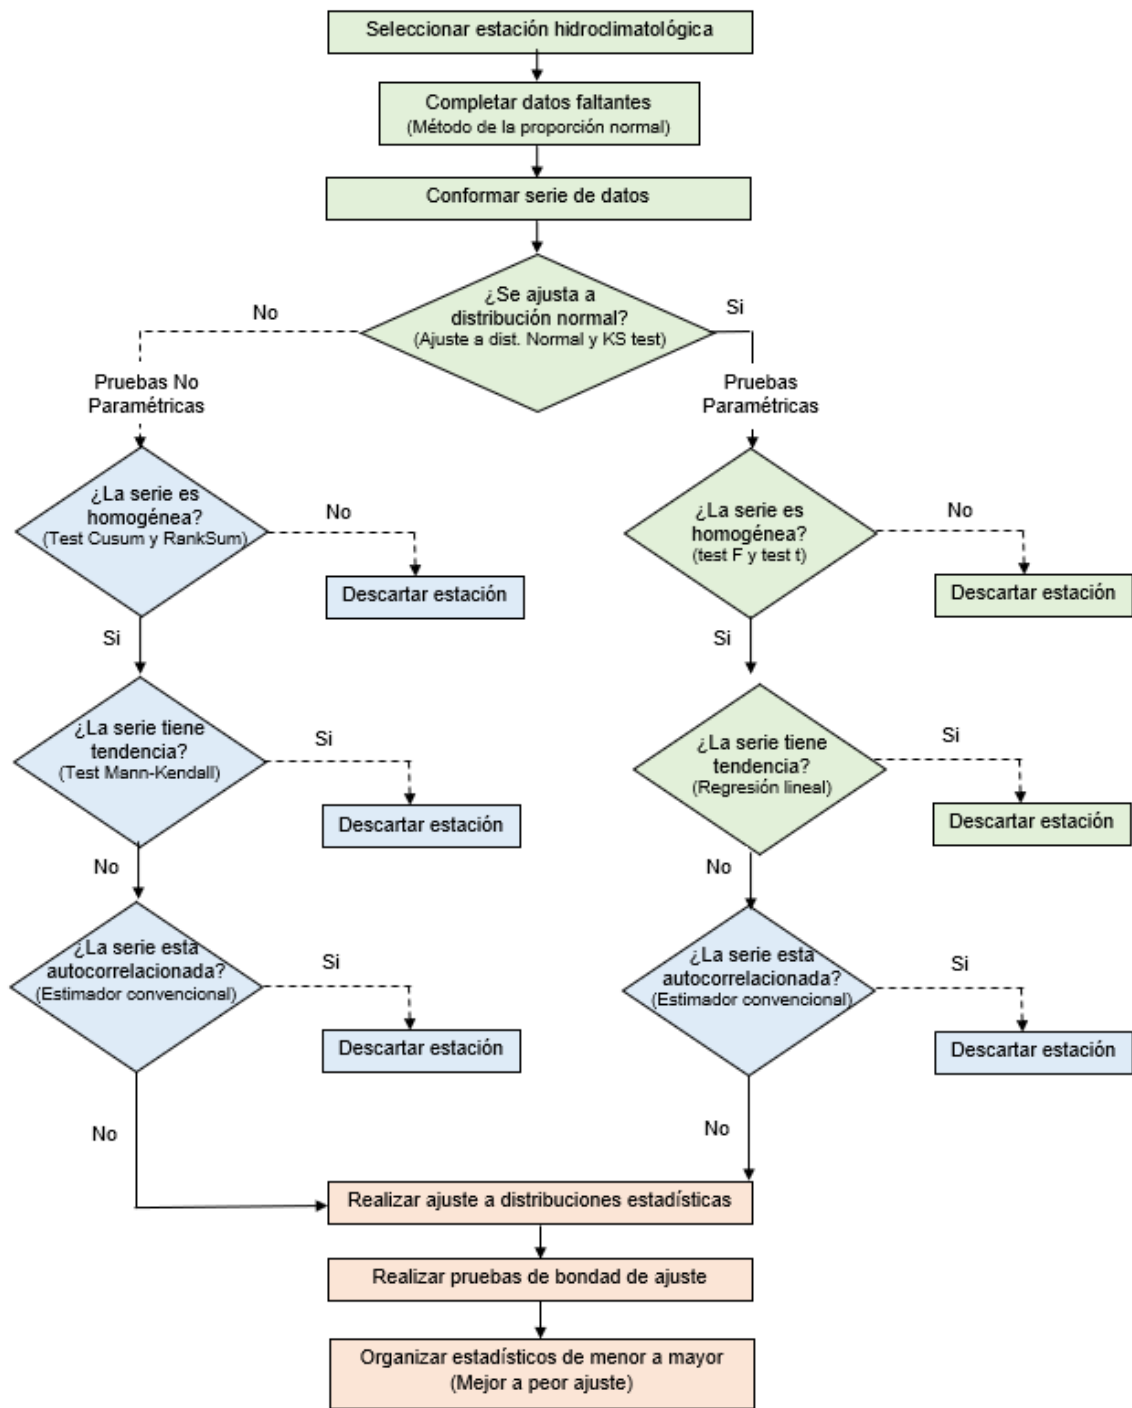 Seleccionar estación hidroclimatológica
Completar datos faltantes
(Método de la proporción normal)
Conformar serie de datos
¿Se ajusta a
distribución normal?
(Ajuste a dist. Normal y KS test)
No
Si
Pruebas No
Paramétricas
Pruebas
Paramétricas
¿La serie es
homogénea?
(Test Cusum y RankSum)
No
Descartar estación
Si
¿La serie es
homogénea?
(test F y test t)
No
Descartar estación
Si
¿La serie tiene
tendencia?
(Test Mann-Kendall)
Si
Descartar estación
No
¿La serie tiene
tendencia?
(Regresión lineal)
Si
Descartar estación
No
¿La serie está
autocorrelacionada?
(Estimador convencional)
Si
Descartar estación
No
¿La serie está
autocorrelacionada?
(Estimador convencional)
Si
Descartar estación
No
Realizar ajuste a distribuciones estadísticas
Realizar pruebas de bondad de ajuste
Organizar estadísticos de menor a mayor
(Mejor a peor ajuste)